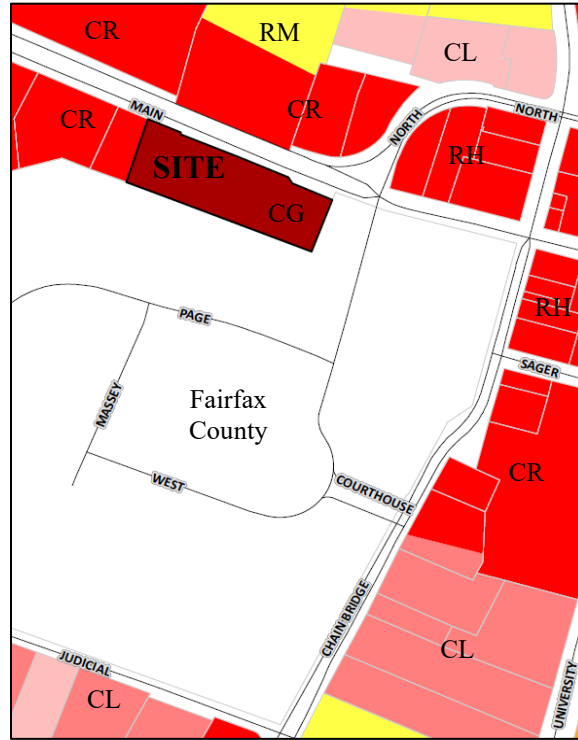 CR
RM
CL
MAIN
CR
NORTH
NORTH
CR
RH
SITE
CG
RH
PAGE
SAGER
MASSEY
Fairfax
County
CR
WEST
COURTHOUSE
CHAIN BRIDGE
CL
JUDICIAL
CL
UNIVERSITY